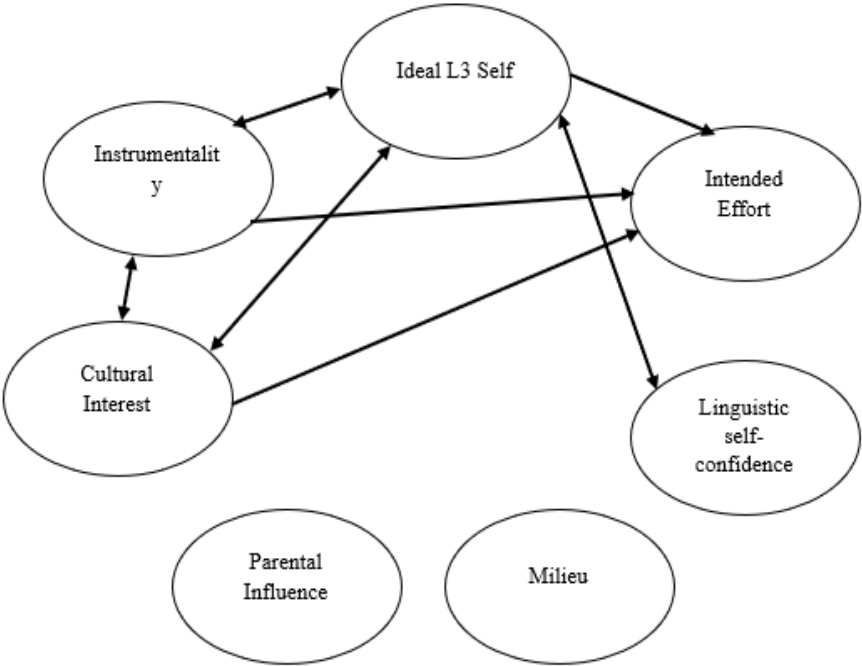 Ideal L3 Self
Instrumentalit
y
Intended
Effort
Cultural
Interest
Linguistic
self-
confidence
Parental
Influence
Milieu